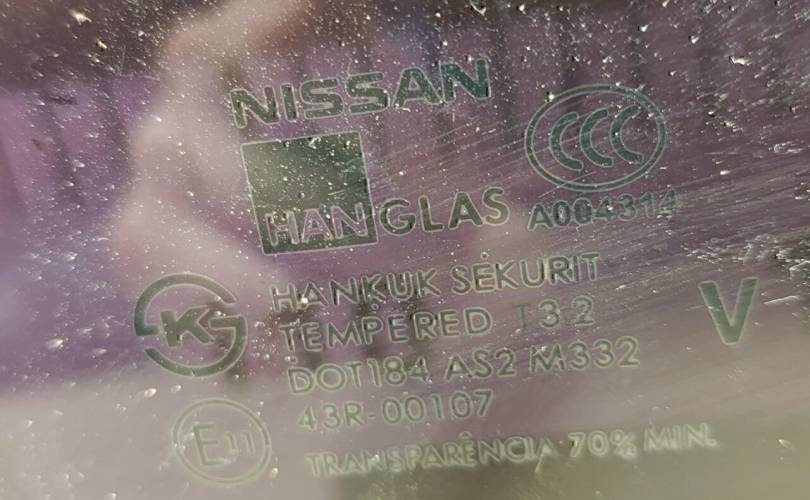 NISSAN
CCC
HANGLAS A004314
HANKUK SEKURIT
TEMPERED T32
V
DOT184 AS2 M332
43R-00107
E11
TRANSPARÊNCIA 70% MIN.